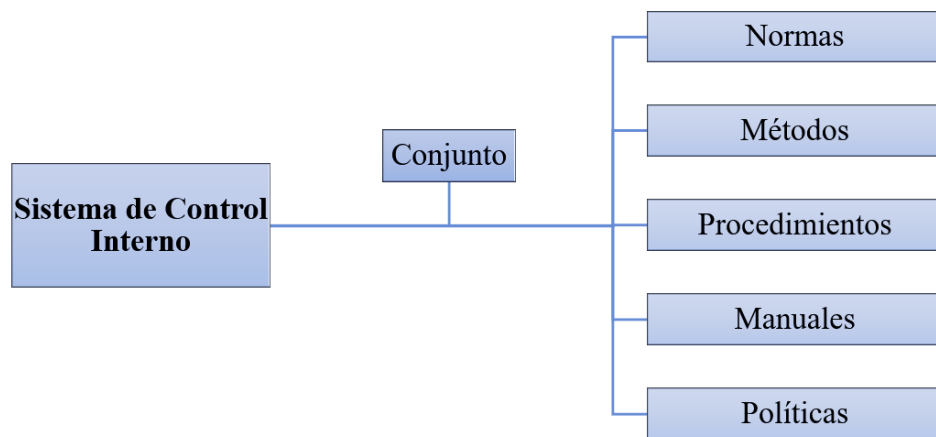 Sistema de Control
Interno
Conjunto
Normas
Métodos
Procedimientos
Manuales
Políticas